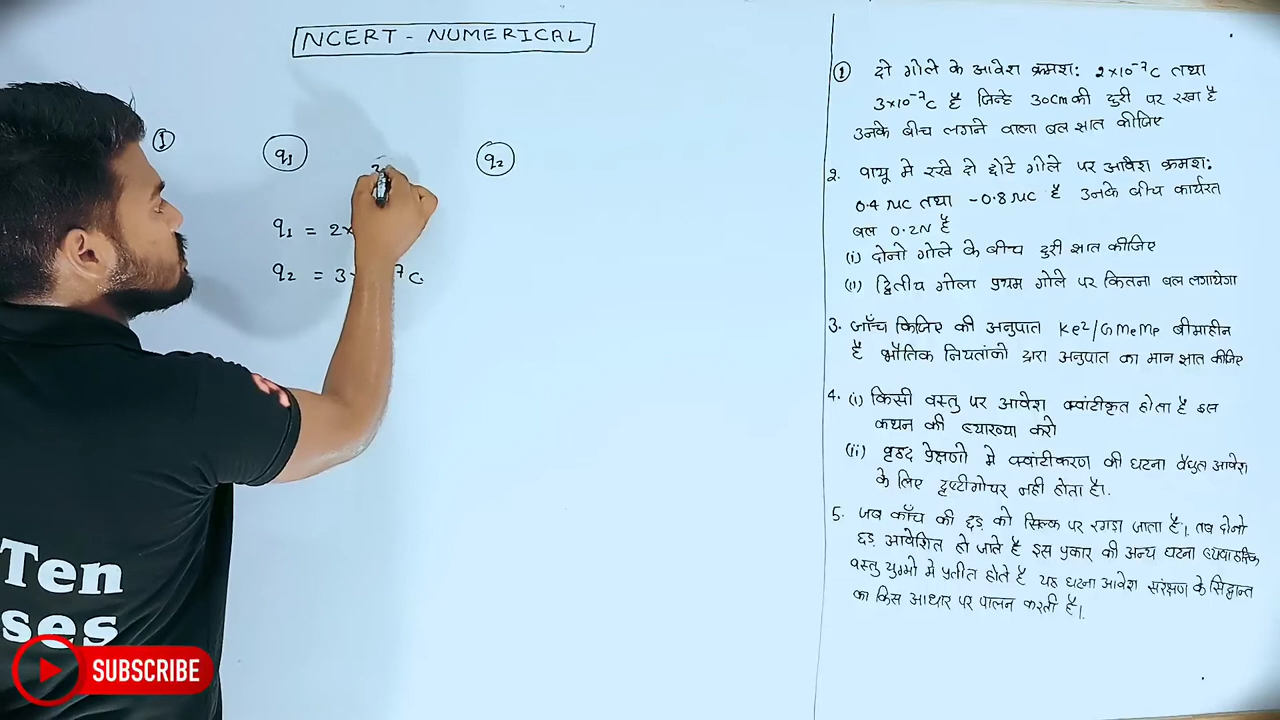 NCERT - NUMERICAL
①
q1
q2
q1 = 2×
q2 = 3 7 C
① दो गोले के आवेश क्रमश: 2×10⁻⁷C तथा
3×10⁻⁷C है जिन्हे 30cm की दुरी पर रखा है
उनके बीच लगने वाला बल ज्ञात कीजिए
2. वायू मे रखे दो छोटे गोले पर आवेश क्रमश:
0.4 μC तथा -0.8 μC है उनके बीच कार्यरत
बल 0.2N है
(i) दोनो गोले के बीच दुरी ज्ञात कीजिए
(ii) द्वितीय गोला प्रथम गोले पर कितना बल लगायेगा
3. जाँच किजिए की अनुपात Ke²/GMeMp बीमाहीन
है भौतिक नियतांको द्वारा अनुपात का मान ज्ञात कीजिए
4. (i) किसी वस्तु पर आवेश क्वांटीकृत होता है इस
कथन की व्याख्या करो
(ii) वृहद प्रेक्षणो मे क्वांटीकरण की घटना वैधुत आवेश
के लिए दृष्टीगोचर नही होता है।
5. जब काँच की छड़ को सिल्क पर रगडा जाता है। तब दोनो
छड़ आवेशित हो जाते है इस प्रकार की अन्य घटना
वस्तु युग्मो मे प्रतीत होते है यह घटना आवेश संरक्षण के सिद्वान्त
का किस आधार पर पालन करती है।
Ten
ses
SUBSCRIBE